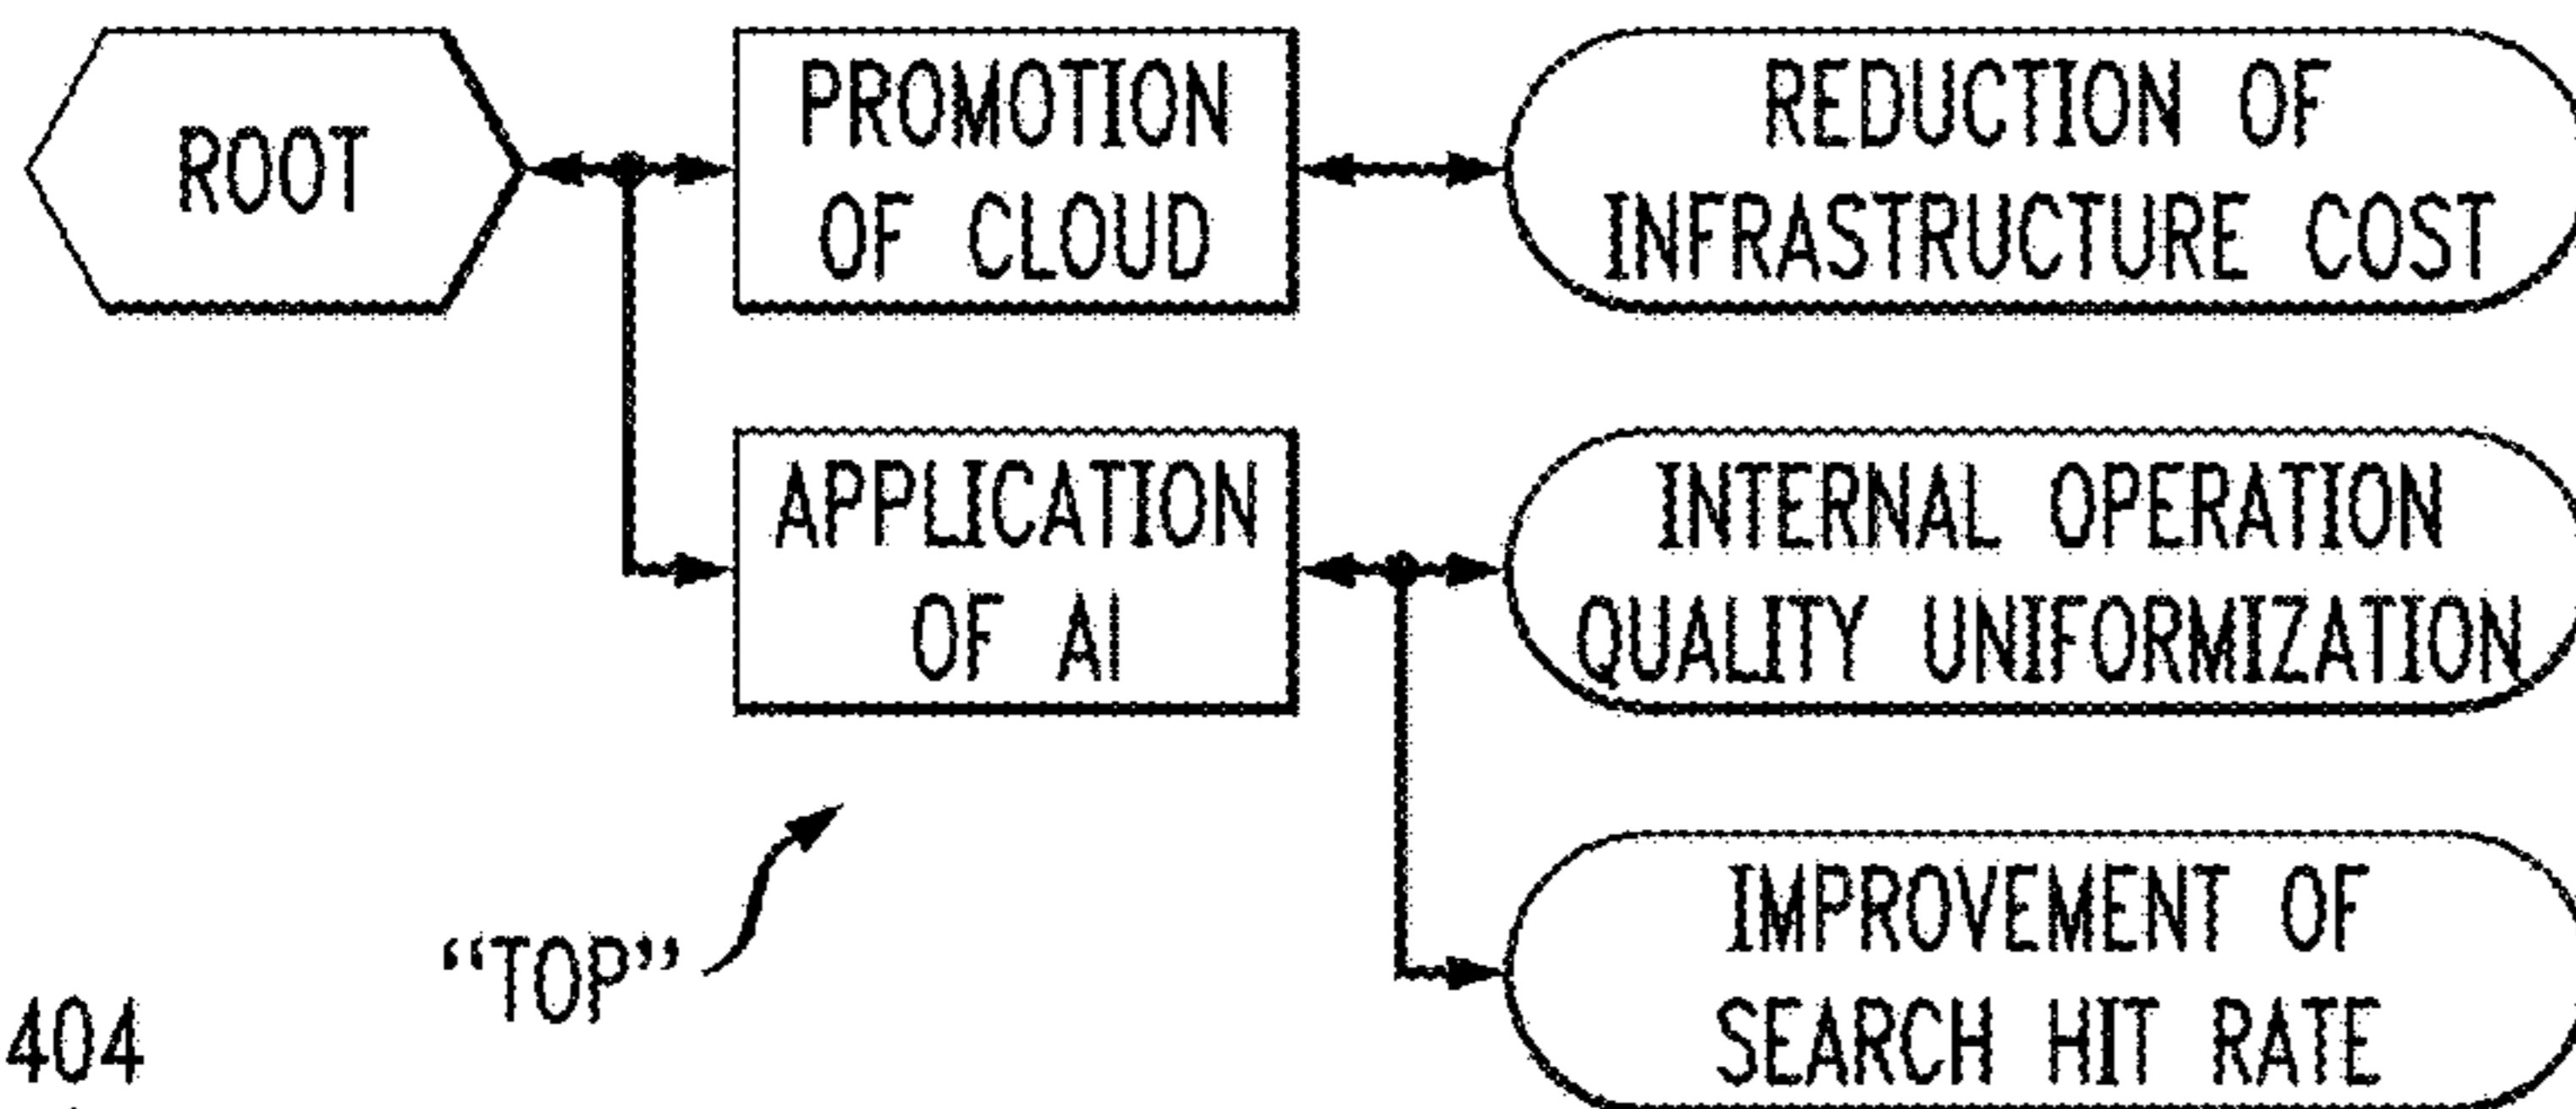 ROOT
PROMOTION
OF CLOUD
REDUCTION OF
INFRASTRUCTURE COST
APPLICATION
OF AI
INTERNAL OPERATION
QUALITY UNIFORMIZATION
IMPROVEMENT OF
SEARCH HIT RATE
“TOP”
404